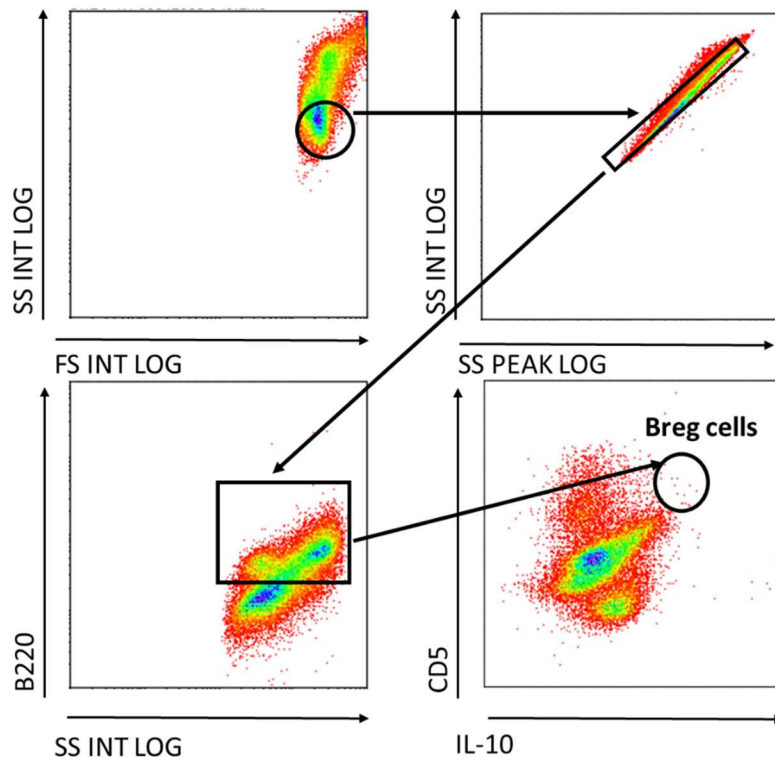 SS INT LOG
FS INT LOG
SS INT LOG
SS PEAK LOG
B220
SS INT LOG
Breg cells
CD5
IL-10